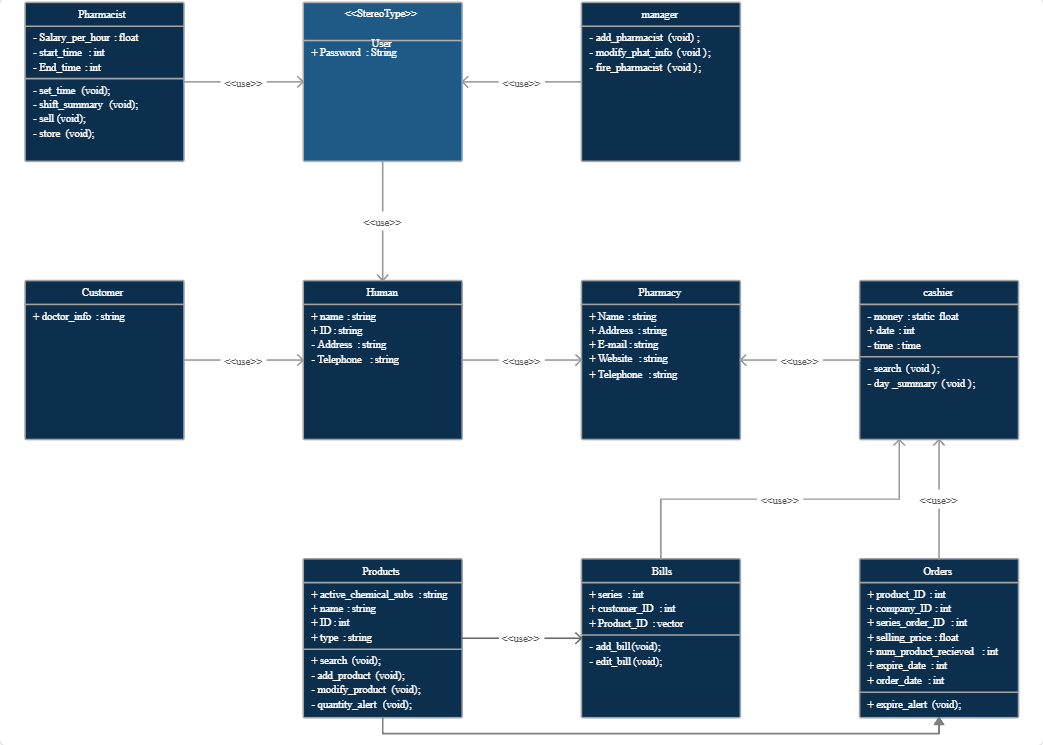 Pharmacist
- Salary_per_hour : float
- start_time : int
- End_time : int
- set_time (void);
- shift_summary (void);
- sell (void);
- store (void);
<<use>>
<<StereoType>>
User
+ Password : String
<<use>>
manager
- add_pharmacist (void) ;
- modify_phat_info (void );
- fire_pharmacist (void );
<<use>>
Customer
+ doctor_info : string
<<use>>
Human
+ name : string
+ ID : string
- Address : string
- Telephone : string
<<use>>
Pharmacy
+ Name : string
+ Address : string
+ E-mail : string
+ Website : string
+ Telephone : string
<<use>>
cashier
- money : static float
+ date : int
- time : time
- search (void );
- day _summary (void );
<<use>>
<<use>>
Products
+ active_chemical_subs : string
+ name : string
+ ID : int
+ type : string
+ search (void);
- add_product (void);
- modify_product (void);
- quantity_alert (void);
<<use>>
Bills
+ series : int
+ customer_ID : int
+ Product_ID : vector
- add_bill(void);
- edit_bill(void);
Orders
+ product_ID : int
+ company_ID : int
+ series_order_ID : int
+ selling_price : float
+ num_product_recieved : int
+ expire_date : int
+ order_date : int
+ expire_alert (void);